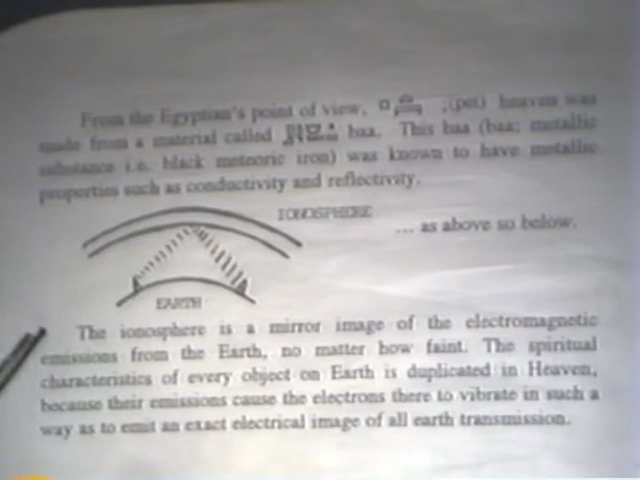 From the Egyptian's point of view, (pet) heaven was
made from a material called baa. This baa (baa; metallic
substance i.e. black meteoric iron) was known to have metallic
properties such as conductivity and reflectivity.
IONOSPHERE
... as above so below.
EARTH
The ionosphere is a mirror image of the electromagnetic
emissions from the Earth, no matter how faint. The spiritual
characteristics of every object on Earth is duplicated in Heaven,
because their emissions cause the electrons there to vibrate in such a
way as to emit an exact electrical image of all earth transmission.